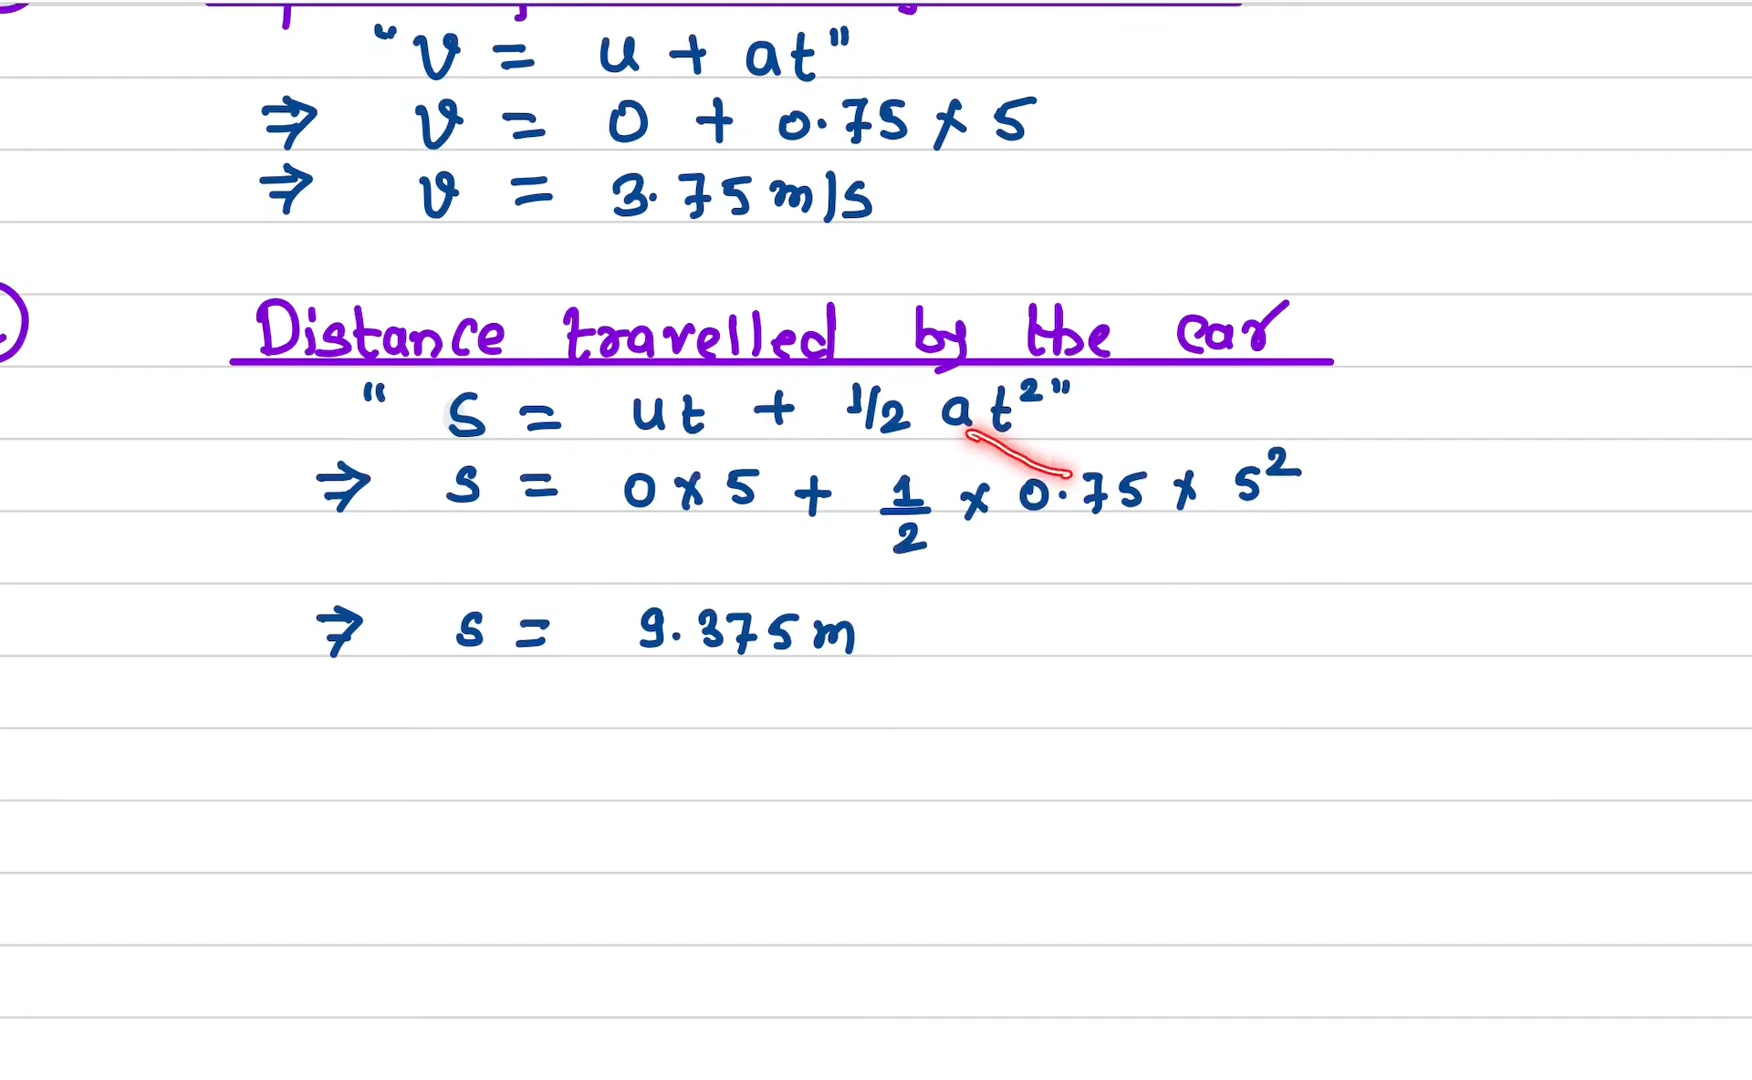 "v = u + at"
⇒ v = 0 + 0.75 × 5
⇒ v = 3.75 m/s
Distance travelled by the car
"S = ut + 1/2 at²"
⇒ s = 0 × 5 + 1/2 × 0.75 × 5²
⇒ s = 9.375 m